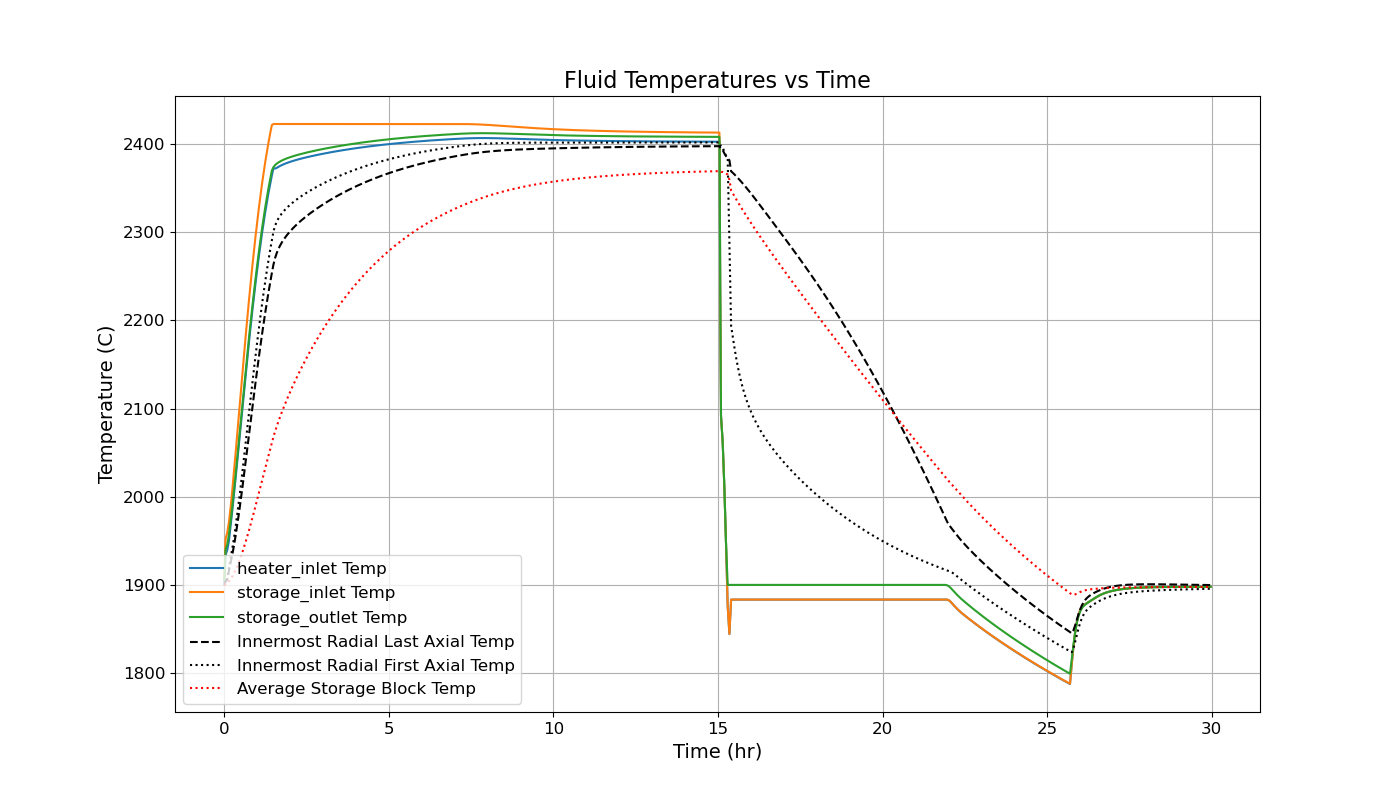 Fluid Temperatures vs Time
Temperature (C)
2400
2300
2200
2100
2000
1900
1800
heater_inlet Temp
storage_inlet Temp
storage_outlet Temp
Innermost Radial Last Axial Temp
Innermost Radial First Axial Temp
Average Storage Block Temp
0 5 10 15 20 25 30
Time (hr)